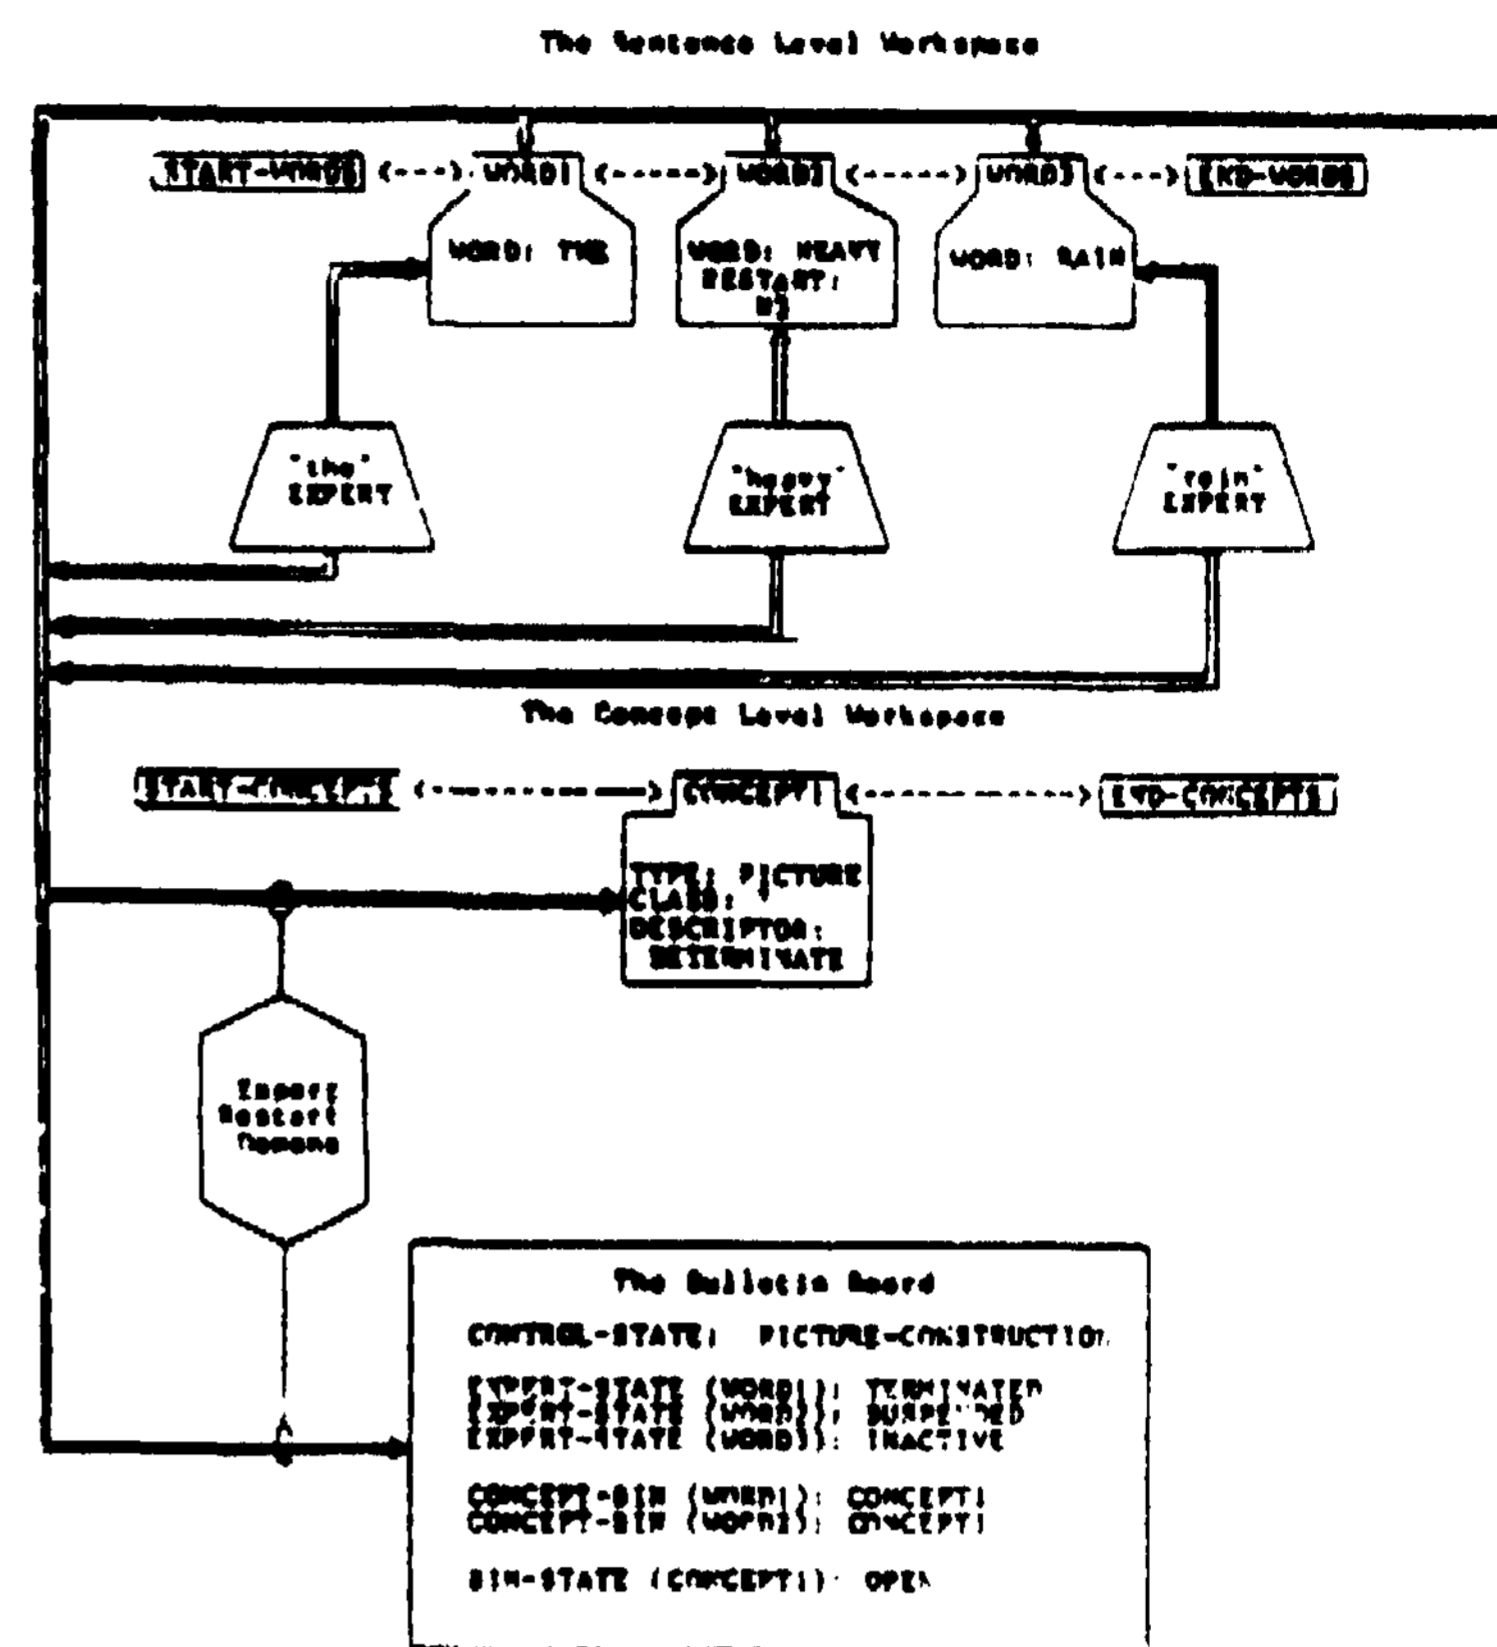 The Sentence Level Workspace
START-WORDS WORD1 WORD2 WORD3 END-WORDS
WORD: THE
WORD: HEAVY
RESTART:
WORD: RAIN
"the"
EXPERT
"heavy"
EXPERT
"rain"
EXPERT
The Concept Level Workspace
START-CONCEPTS CONCEPT1 END-CONCEPTS
TYPE: PICTURE
CLASS: ?
DESCRIPTOR:
DETERMINATE
Expert
Restart
Demons
The Bulletin Board
CONTROL-STATE: PICTURE-CONSTRUCTION
EXPERT-STATE (WORD1): TERMINATED
EXPERT-STATE (WORD2): SUSPENDED
EXPERT-STATE (WORD3): INACTIVE
CONCEPT-BIN (WORD1): CONCEPT1
CONCEPT-BIN (WORD2): CONCEPT1
BIN-STATE (CONCEPT1): OPEN